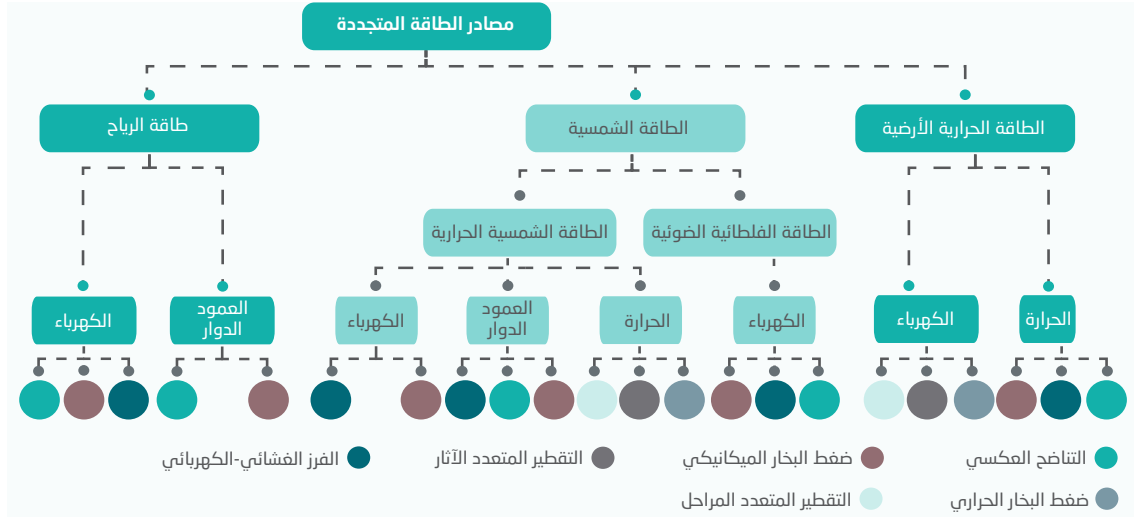 مصادر الطاقة المتجددة
الطاقة الحرارية الأرضية
الطاقة الشمسية
طاقة الرياح
الطاقة الفلطائية الضوئية
الطاقة الشمسية الحرارية
الحرارة
الكهرباء
الكهرباء
الحرارة
العمود
الدوار
الكهرباء
العمود
الدوار
الكهرباء
التناضح العكسي
ضغط البخار الميكانيكي
التقطير المتعدد الآثار
الفرز الغشائي-الكهربائي
ضغط البخار الحراري
التقطير المتعدد المراحل